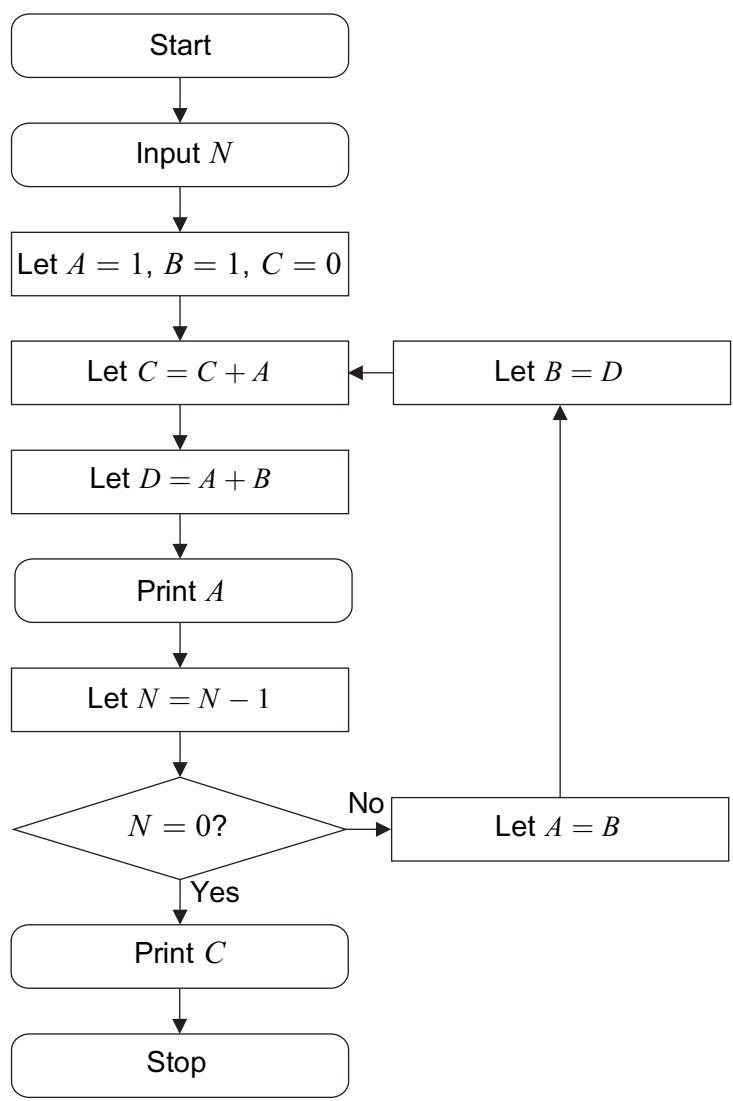 Start
Input N
Let A = 1, B = 1, C = 0
Let C = C + A
Let B = D
Let D = A + B
Print A
Let N = N − 1
N = 0?
No
Let A = B
Yes
Print C
Stop